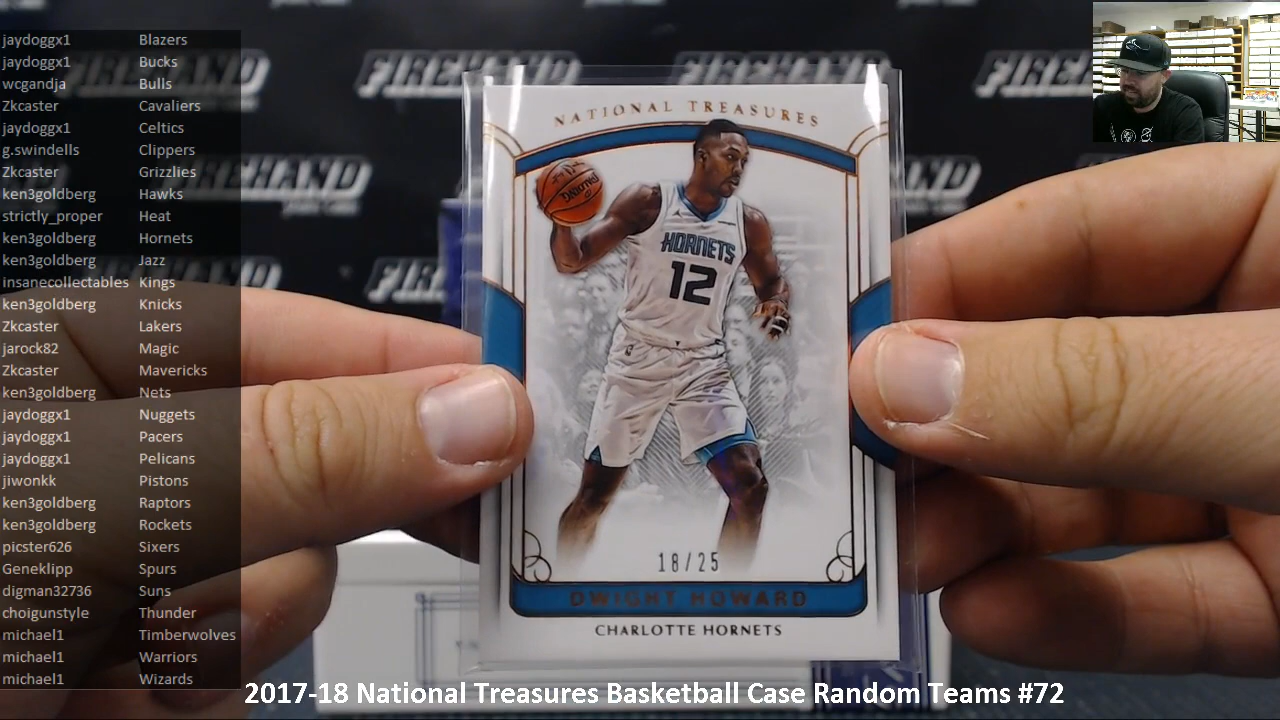 jaydoggx1 Blazers
jaydoggx1 Bucks
wcgandja Bulls
Zkcaster Cavaliers
jaydoggx1 Celtics
g.swindells Clippers
Zkcaster Grizzlies
ken3goldberg Hawks
strictly_proper Heat
ken3goldberg Hornets
ken3goldberg Jazz
insanecollectables Kings
ken3goldberg Knicks
Zkcaster Lakers
jarock82 Magic
Zkcaster Mavericks
ken3goldberg Nets
jaydoggx1 Nuggets
jaydoggx1 Pacers
jaydoggx1 Pelicans
jiwonkk Pistons
ken3goldberg Raptors
ken3goldberg Rockets
picster626 Sixers
Geneklipp Spurs
digman32736 Suns
choigunstyle Thunder
michael1 Timberwolves
michael1 Warriors
michael1 Wizards
FIREHAND
FIREHAND
FIREHAND
NATIONAL TREASURES
SPALDING
HORNETS
12
18/25
DWIGHT HOWARD
CHARLOTTE HORNETS
2017-18 National Treasures Basketball Case Random Teams #72